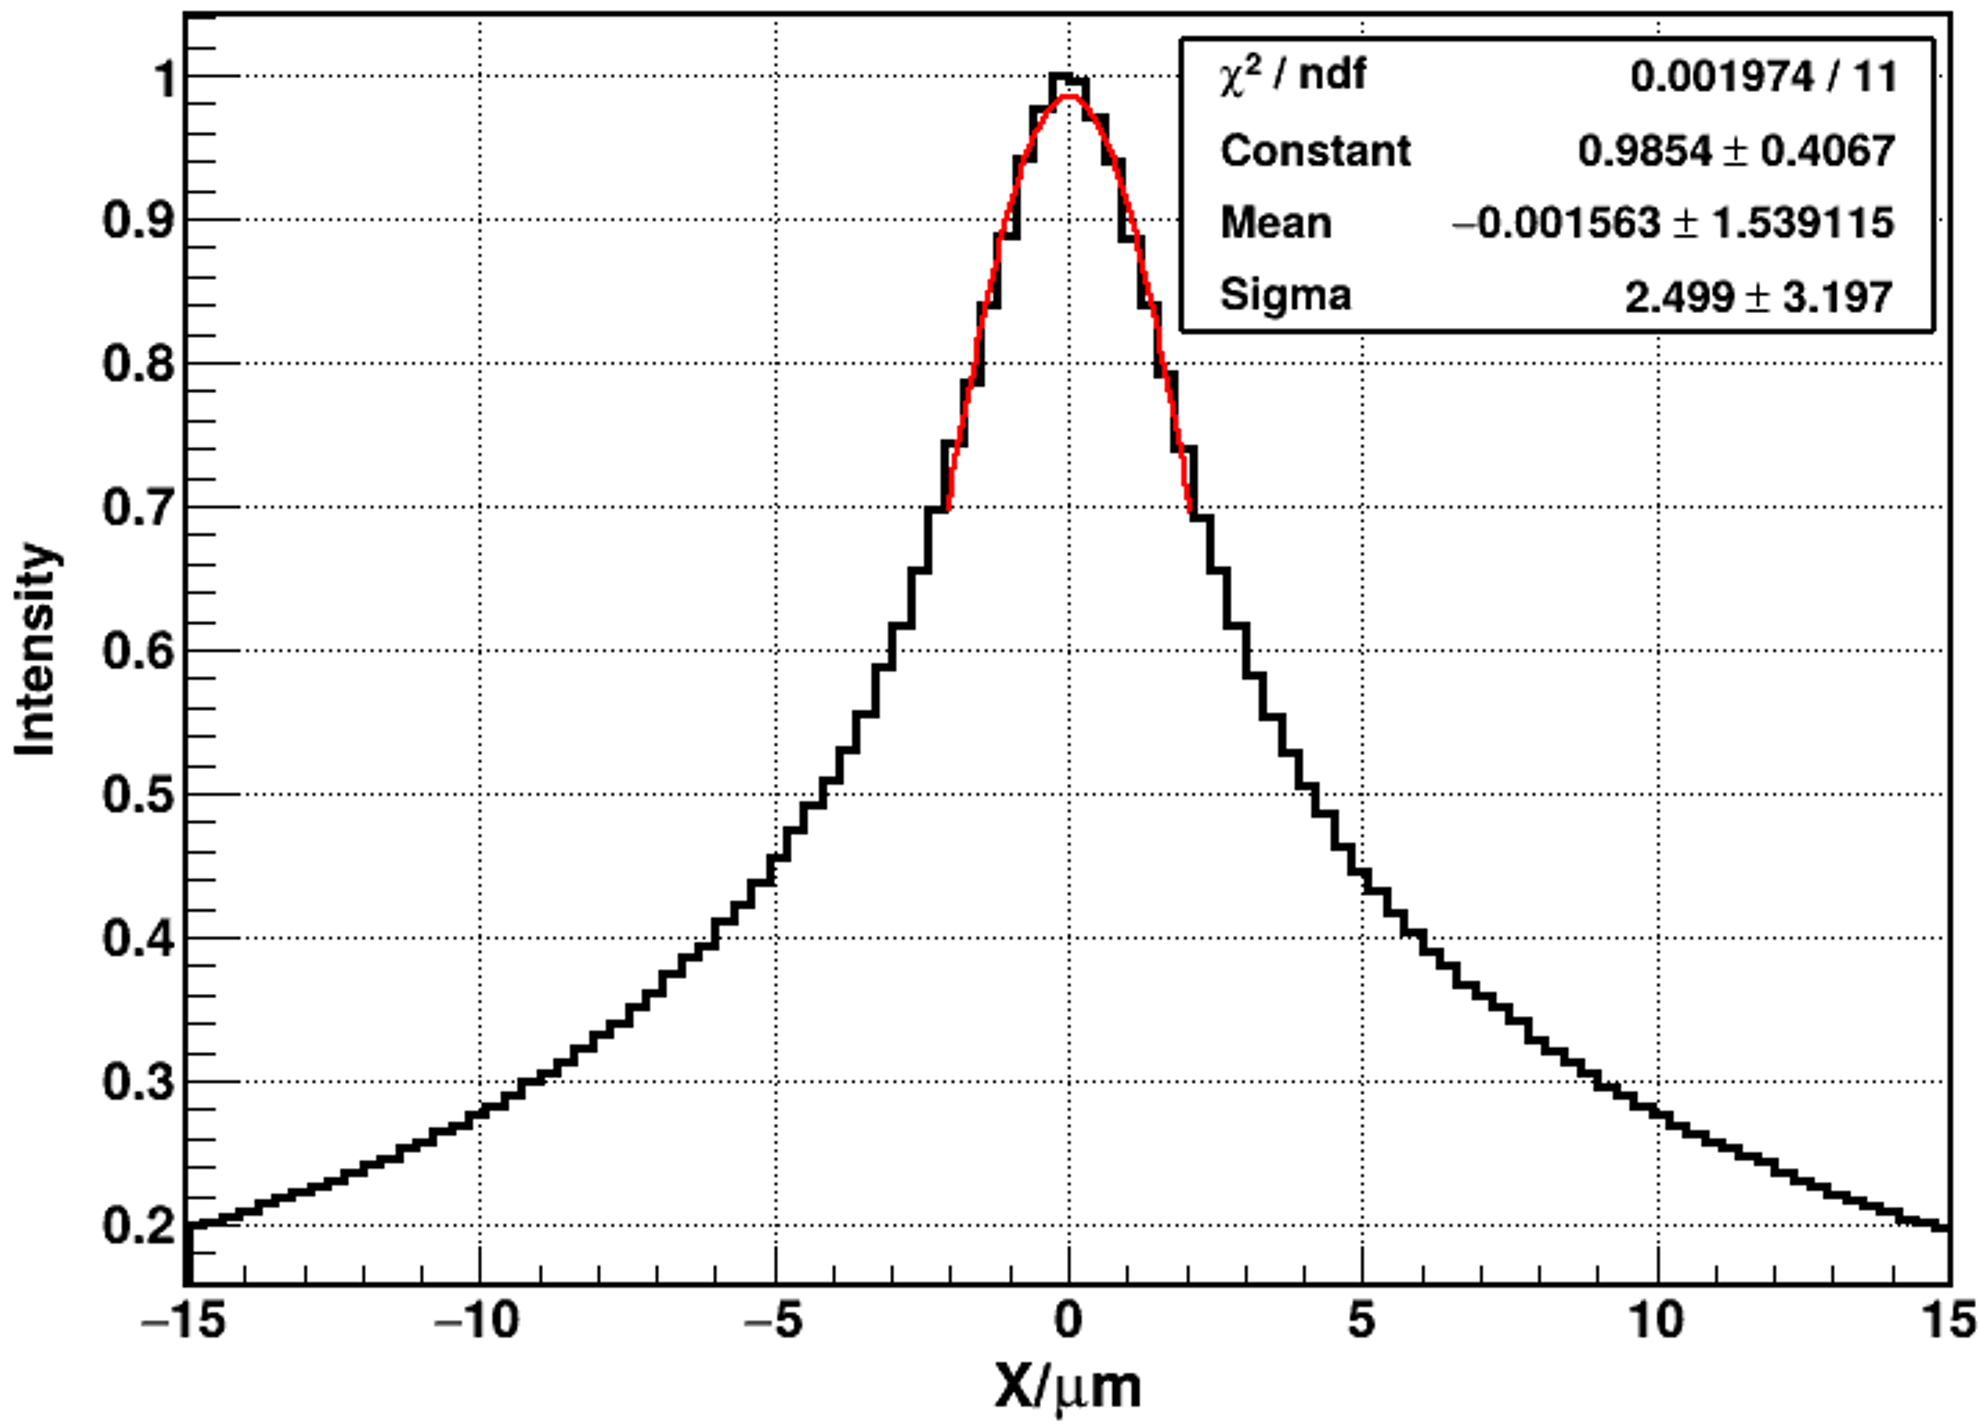 χ² / ndf 0.001974 / 11
Constant 0.9854 ± 0.4067
Mean −0.001563 ± 1.539115
Sigma 2.499 ± 3.197
1
0.9
0.8
0.7
0.6
0.5
0.4
0.3
0.2
Intensity
−15 −10 −5 0 5 10 15
X/μm